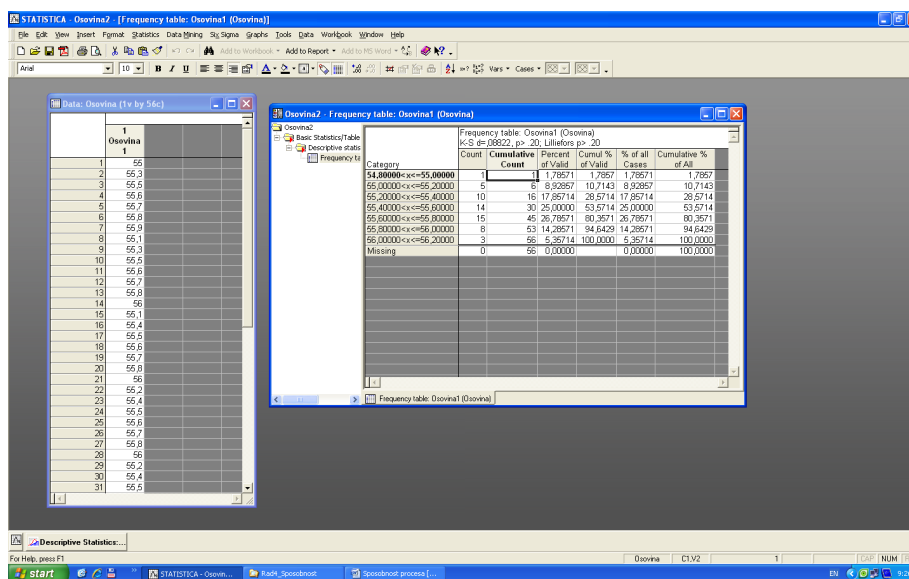 STATISTICA - Osovina2 - [Frequency table: Osovina1 (Osovina)]
File Edit View Insert Format Statistics Data Mining Six Sigma Graphs Tools Data Workbook Window Help
Add to Workbook Add to Report Add to MS Word
Arial 10 B I U Vars Cases
Data: Osovina (1v by 56c)
1
Osovina
1
1 55
2 55,3
3 55,5
4 55,6
5 55,7
6 55,8
7 55,9
8 55,1
9 55,3
10 55,5
11 55,6
12 55,7
13 55,8
14 56
15 55,1
16 55,4
17 55,5
18 55,6
19 55,7
20 55,8
21 56
22 55,2
23 55,4
24 55,5
25 55,6
26 55,7
27 55,8
28 56
29 55,2
30 55,4
31 55,5
Osovina2 - Frequency table: Osovina1 (Osovina)
Osovina2
Basic Statistics/Table
Descriptive statis
Frequency ta
Frequency table: Osovina1 (Osovina)
K-S d=,08822, p> .20; Lilliefors p> .20
Category Count Cumulative Count Percent of Valid Cumul % of Valid % of all Cases Cumulative % of All
54,80000<x<=55,00000 1 1 1,78571 1,7857 1,78571 1,7857
55,00000<x<=55,20000 5 6 8,92857 10,7143 8,92857 10,7143
55,20000<x<=55,40000 10 16 17,85714 28,5714 17,85714 28,5714
55,40000<x<=55,60000 14 30 25,00000 53,5714 25,00000 53,5714
55,60000<x<=55,80000 15 45 26,78571 80,3571 26,78571 80,3571
55,80000<x<=56,00000 8 53 14,28571 94,6429 14,28571 94,6429
56,00000<x<=56,20000 3 56 5,35714 100,0000 5,35714 100,0000
Missing 0 56 0,00000 0,00000 100,0000
Frequency table: Osovina1 (Osovina)
Descriptive Statistics:...
For Help, press F1 Osovina C1,V2 1 CAP NUM
start STATISTICA - Osovin... Rad4_Sposobnost Sposobnost procesa [... EN